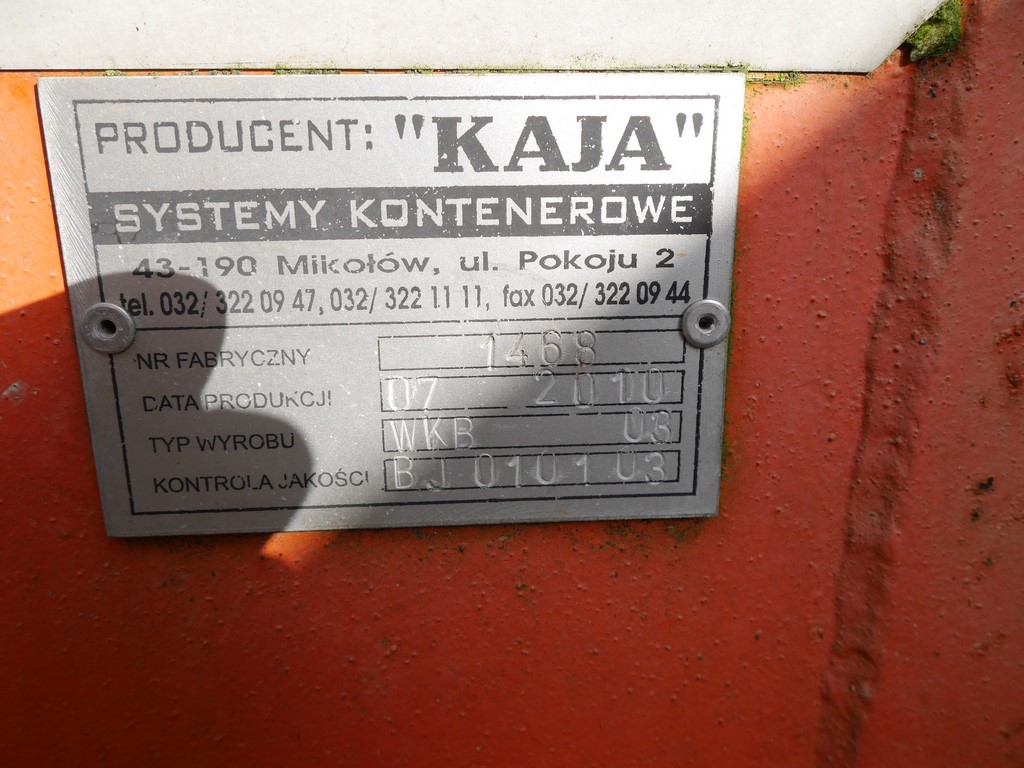 PRODUCENT: "KAJA"
SYSTEMY KONTENEROWE
43-190 Mikołów, ul. Pokoju 2
tel. 032/ 322 09 47, 032/ 322 11 11, fax 032/ 322 09 44
NR FABRYCZNY 1468
DATA PRODUKCJI 07 2010
TYP WYROBU WKB 03
KONTROLA JAKOŚCI BJ 0101 03